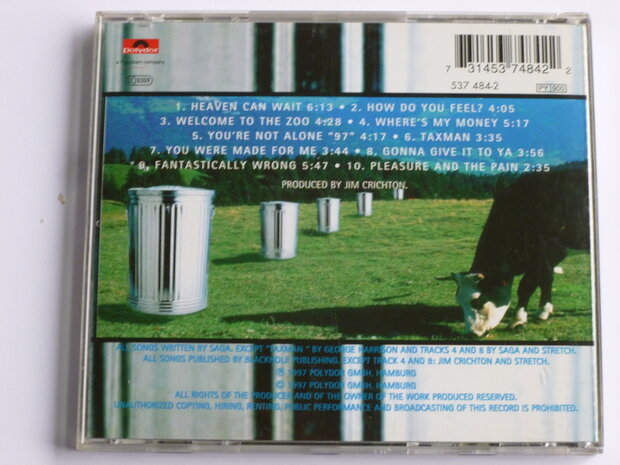 Polydor
a PolyGram company
LC 0309
7 31453 74842 2
537 484-2
PY 900
1. HEAVEN CAN WAIT 6:13 • 2. HOW DO YOU FEEL? 4:05
3. WELCOME TO THE ZOO 4:28 • 4. WHERE'S MY MONEY 5:17
5. YOU'RE NOT ALONE "97" 4:17 • 6. TAXMAN 3:35
7. YOU WERE MADE FOR ME 3:44 • 8. GONNA GIVE IT TO YA 3:56
9. FANTASTICALLY WRONG 5:47 • 10. PLEASURE AND THE PAIN 2:35
PRODUCED BY JIM CRICHTON.
ALL SONGS WRITTEN BY SAGA, EXCEPT "TAXMAN" BY GEORGE HARRISON AND TRACKS 4 AND 8 BY SAGA AND STRETCH.
ALL SONGS PUBLISHED BY BLACKHOLE PUBLISHING, EXCEPT TRACK 4 AND 8: JIM CRICHTON AND STRETCH.
℗ 1997 POLYDOR GMBH, HAMBURG
© 1997 POLYDOR GMBH, HAMBURG
ALL RIGHTS OF THE PRODUCER AND OF THE OWNER OF THE WORK PRODUCED RESERVED.
UNAUTHORIZED COPYING, HIRING, RENTING, PUBLIC PERFORMANCE AND BROADCASTING OF THIS RECORD IS PROHIBITED.